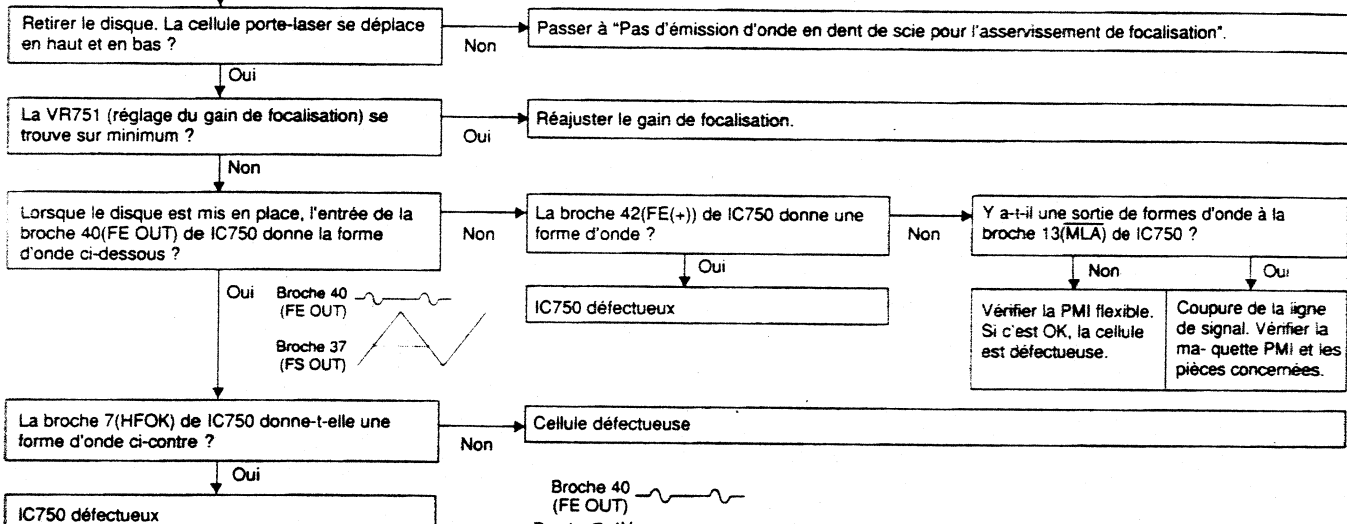 Retirer le disque. La cellule porte-laser se déplace
en haut et en bas ?
Non
Passer à "Pas d'émission d'onde en dent de scie pour l'asservissement de focalisation".
Oui
La VR751 (réglage du gain de focalisation) se
trouve sur minimum ?
Oui
Réajuster le gain de focalisation.
Non
Lorsque le disque est mis en place, l'entrée de la
broche 40(FE OUT) de IC750 donne la forme
d'onde ci-dessous ?
Non
La broche 42(FE(+)) de IC750 donne une
forme d'onde ?
Non
Y a-t-il une sortie de formes d'onde à la
broche 13(MLA) de IC750 ?
Oui
IC750 défectueux
Non
Oui
Vérifier la PMI flexible.
Si c'est OK, la cellule
est défectueuse.
Coupure de la ligne
de signal. Vérifier la
ma- quette PMI et les
pièces concernées.
Oui
Broche 40
(FE OUT)
Broche 37
(FS OUT)
La broche 7(HFOK) de IC750 donne-t-elle une
forme d'onde ci-contre ?
Non
Cellule défectueuse
Oui
IC750 défectueux
Broche 40
(FE OUT)